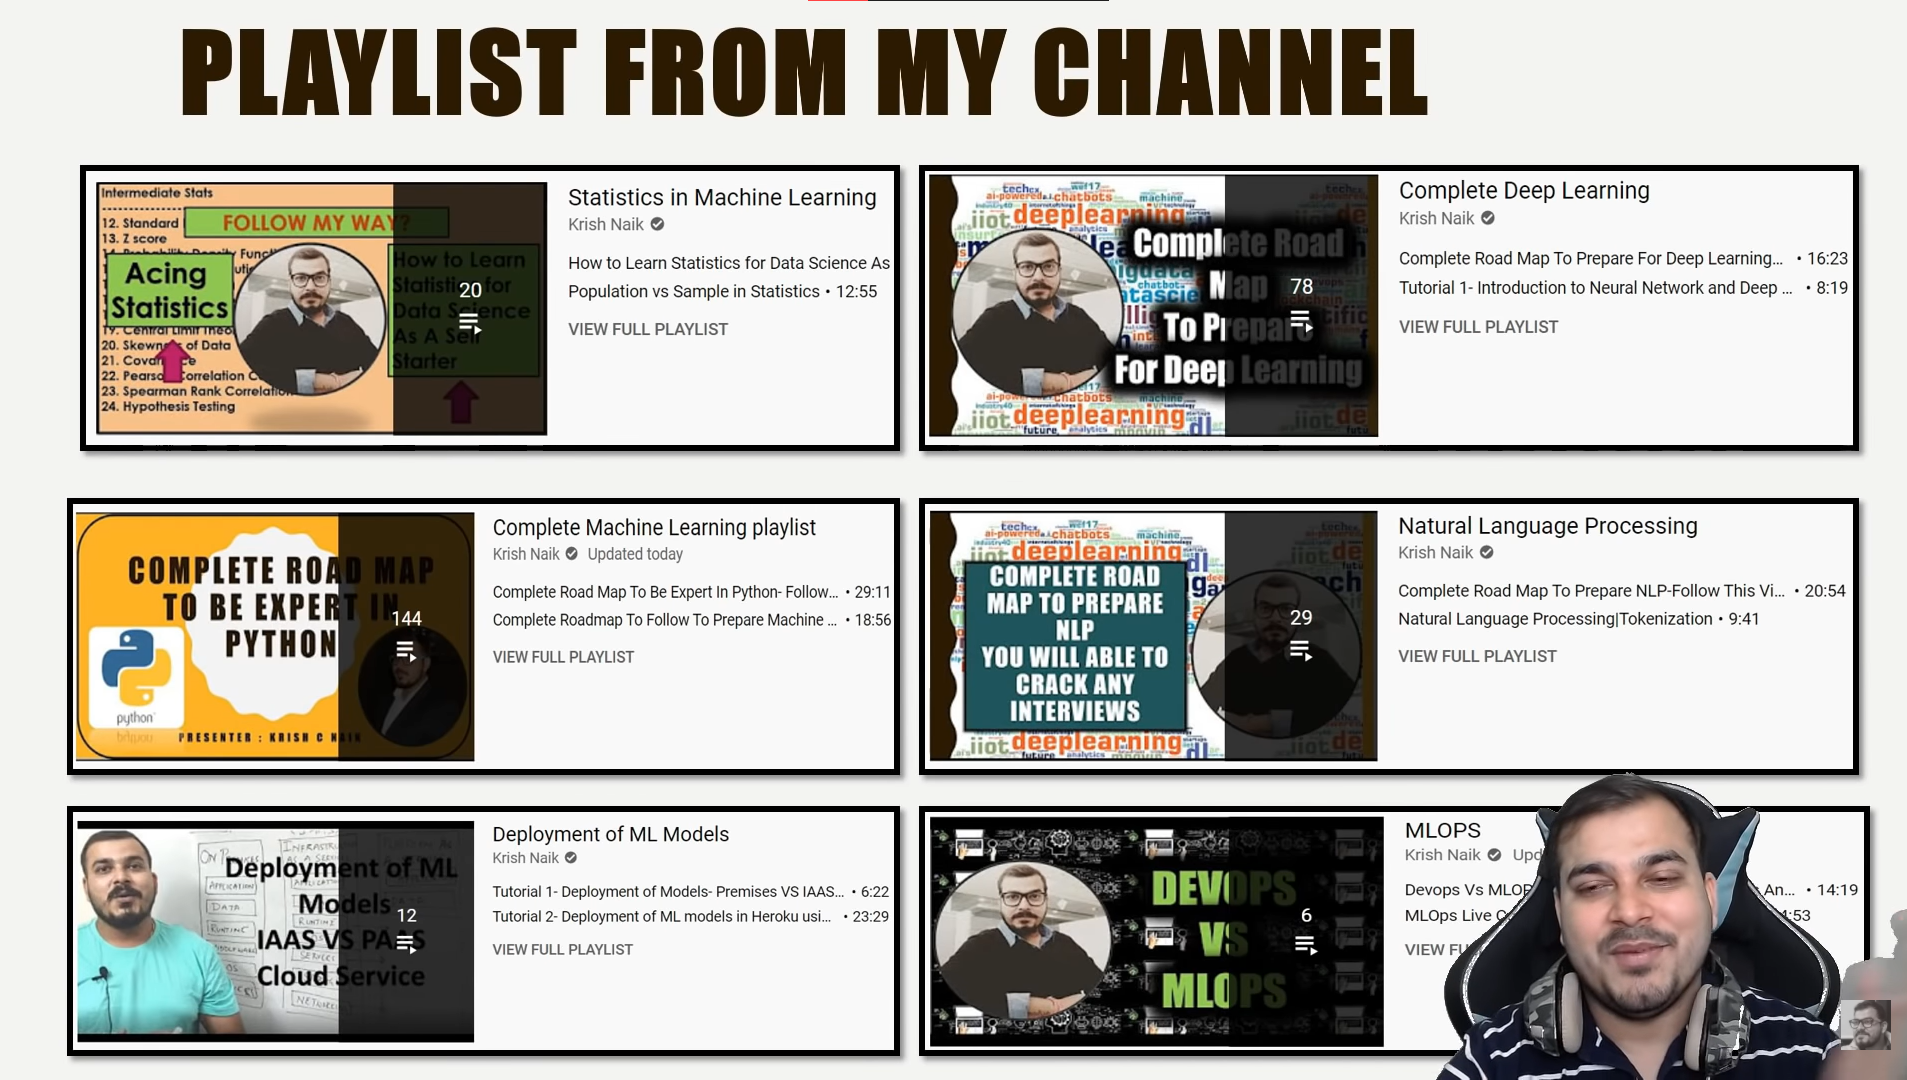 PLAYLIST FROM MY CHANNEL
Intermediate Stats
12. Standard
FOLLOW MY WAY?
13. Z score
Acing
Statistics
How to Learn
Statistics for
Data Science
As A Self
Starter
20
20. Skewness of Data
21. Covariance
22. Pearson Correlation
23. Spearman Rank Correlation
24. Hypothesis Testing
Statistics in Machine Learning
Krish Naik
How to Learn Statistics for Data Science As
Population vs Sample in Statistics • 12:55
VIEW FULL PLAYLIST
deeplearning
Complete Road
Map
To Prepare
For Deep Learning
78
iiot deeplearning
Complete Deep Learning
Krish Naik
Complete Road Map To Prepare For Deep Learning... • 16:23
Tutorial 1- Introduction to Neural Network and Deep ... • 8:19
VIEW FULL PLAYLIST
COMPLETE ROAD MAP
TO BE EXPERT IN
PYTHON
144
python
PRESENTER : KRISH C NAIK
Complete Machine Learning playlist
Krish Naik Updated today
Complete Road Map To Be Expert In Python- Follow... • 29:11
Complete Roadmap To Follow To Prepare Machine ... • 18:56
VIEW FULL PLAYLIST
iiot deeplearning
COMPLETE ROAD
MAP TO PREPARE
NLP
YOU WILL ABLE TO
CRACK ANY
INTERVIEWS
29
iiot deeplearning
Natural Language Processing
Krish Naik
Complete Road Map To Prepare NLP-Follow This Vi... • 20:54
Natural Language Processing|Tokenization • 9:41
VIEW FULL PLAYLIST
Deployment of ML
Models
IAAS VS PAAS
Cloud Service
12
Deployment of ML Models
Krish Naik
Tutorial 1- Deployment of Models- Premises VS IAAS... • 6:22
Tutorial 2- Deployment of ML models in Heroku usi... • 23:29
VIEW FULL PLAYLIST
DEVOPS
VS
MLOPS
6
MLOPS
Krish Naik Upd
Devops Vs MLOP An... • 14:19
MLOps Live 4:53
VIEW FU